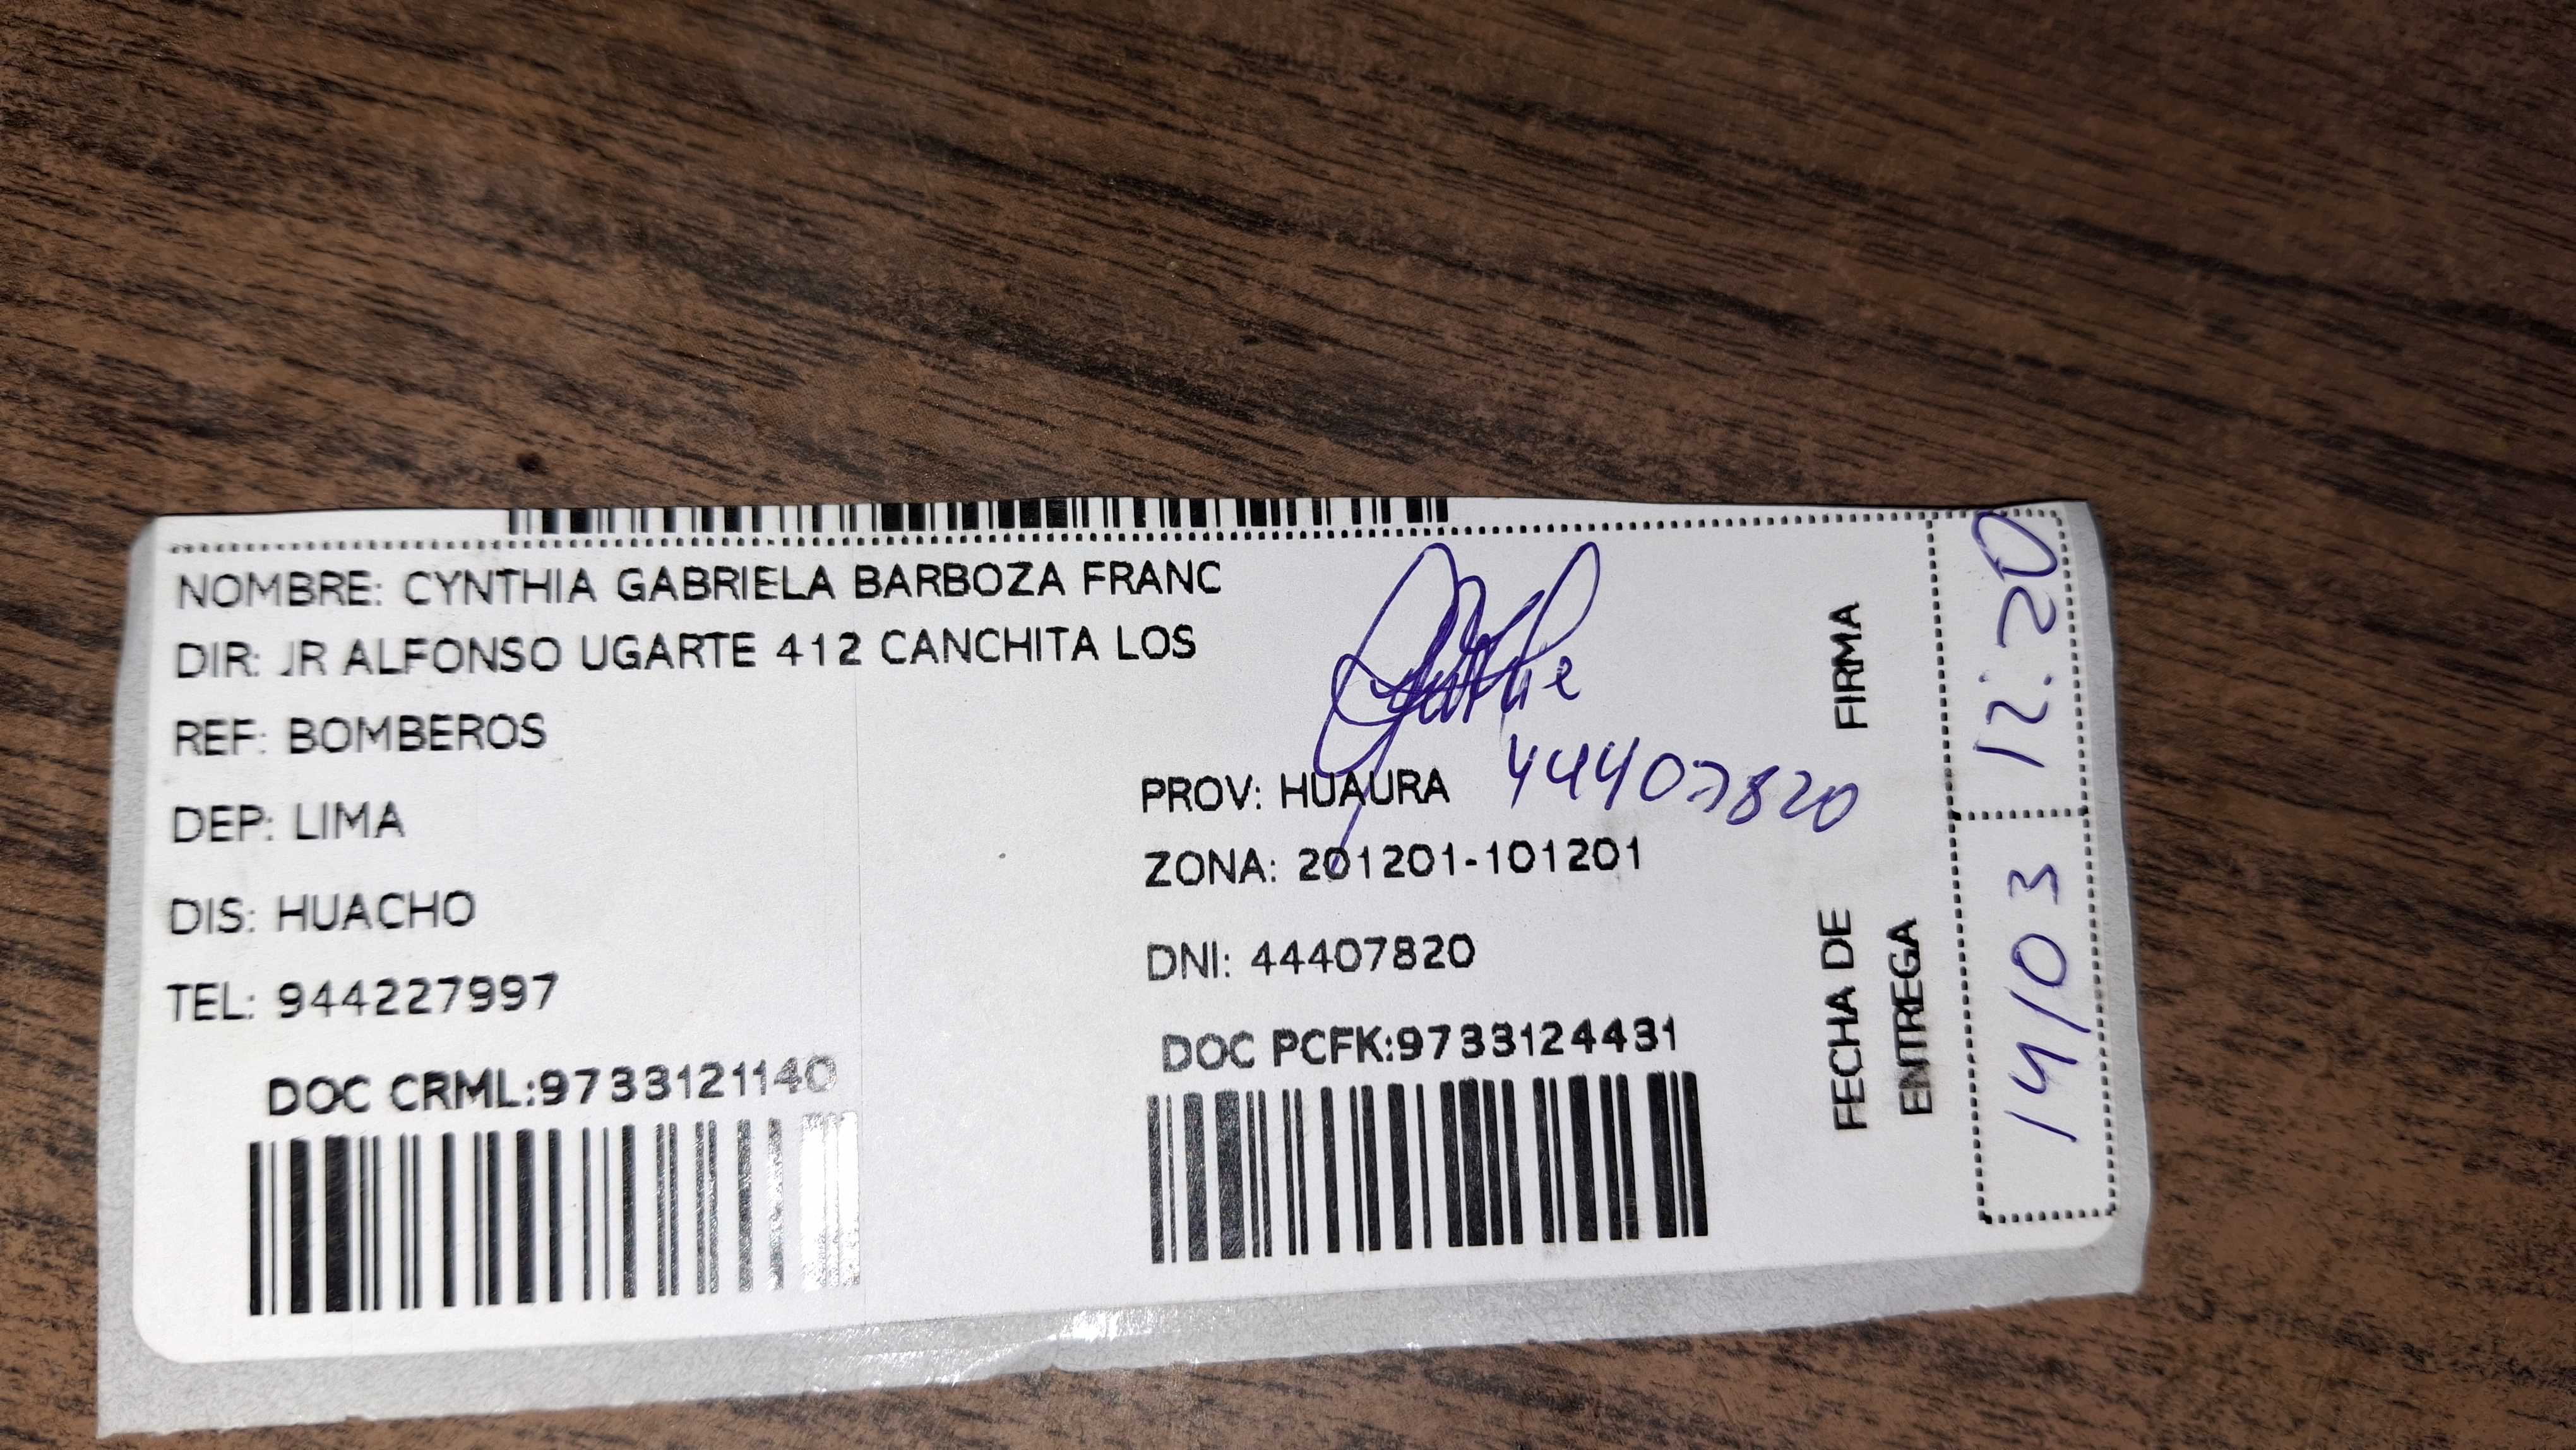 NOMBRE: CYNTHIA GABRIELA BARBOZA FRANC
DIR: JR ALFONSO UGARTE 412 CANCHITA LOS
REF: BOMBEROS
DEP: LIMA
PROV: HUAURA
44407820
ZONA: 201201-101201
DIS: HUACHO
DNI: 44407820
TEL: 944227997
DOC CRML:9733121140
DOC PCFK:9733124431
FIRMA
12:20
FECHA DE
ENTREGA
14/03